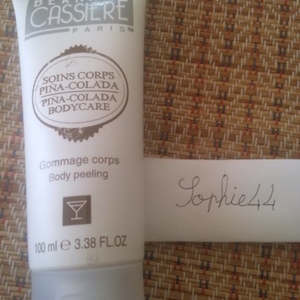 CASSIERE
PARIS
SOINS CORPS
PINA-COLADA
PINA-COLADA
BODYCARE
Gommage corps
Body peeling
100 ml e 3.38 FL.OZ
Sophie44